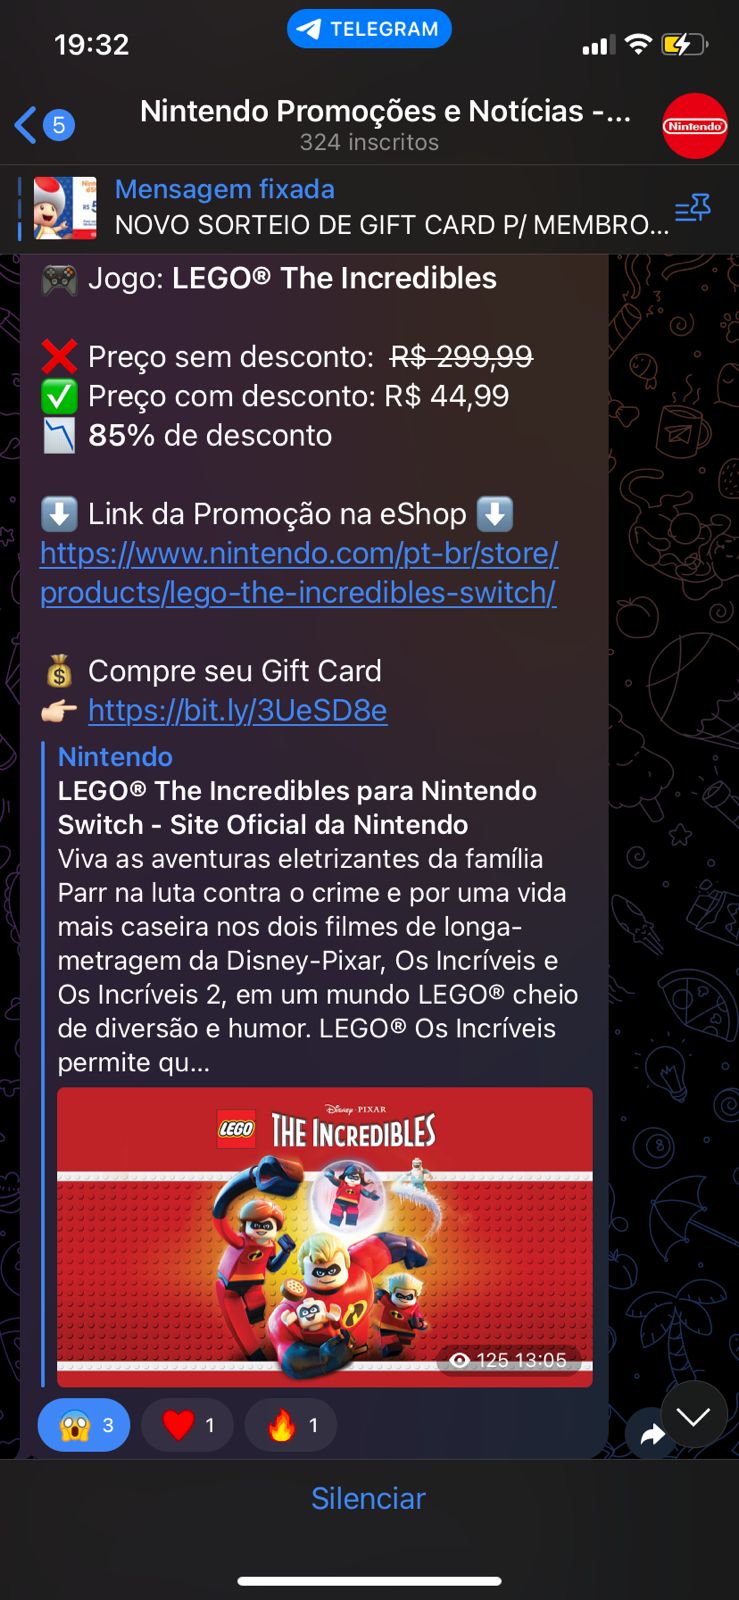 19:32
TELEGRAM
5
Nintendo Promoções e Notícias -...
324 inscritos
Nintendo
Mensagem fixada
NOVO SORTEIO DE GIFT CARD P/ MEMBRO...
🎮 Jogo: LEGO® The Incredibles
❌ Preço sem desconto: R$ 299,99
✅ Preço com desconto: R$ 44,99
📉 85% de desconto
⬇️ Link da Promoção na eShop ⬇️
https://www.nintendo.com/pt-br/store/
products/lego-the-incredibles-switch/
💰 Compre seu Gift Card
👉🏻 https://bit.ly/3UeSD8e
Nintendo
LEGO® The Incredibles para Nintendo
Switch - Site Oficial da Nintendo
Viva as aventuras eletrizantes da família
Parr na luta contra o crime e por uma vida
mais caseira nos dois filmes de longa-
metragem da Disney-Pixar, Os Incríveis e
Os Incríveis 2, em um mundo LEGO® cheio
de diversão e humor. LEGO® Os Incríveis
permite qu...
Disney · PIXAR
LEGO THE INCREDIBLES
125 13:05
😱 3 ❤️ 1 🔥 1
Silenciar